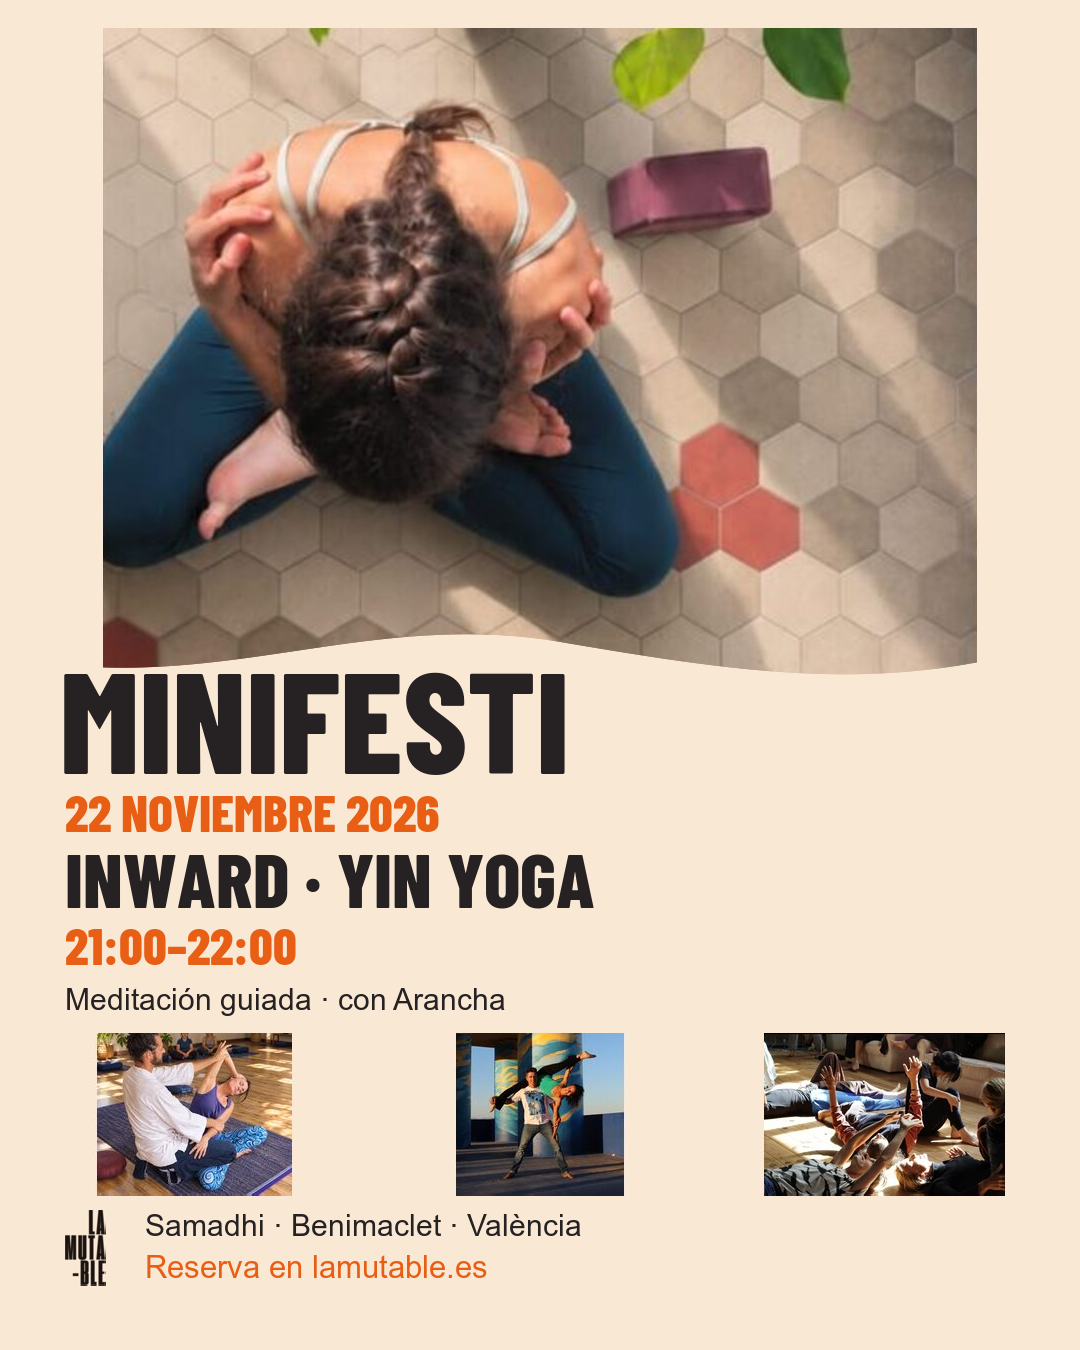 MINIFESTI
22 NOVIEMBRE 2026
INWARD · YIN YOGA
21:00–22:00
Meditación guiada · con Arancha
LA
MUTA
-BLE
Samadhi · Benimaclet · València
Reserva en lamutable.es